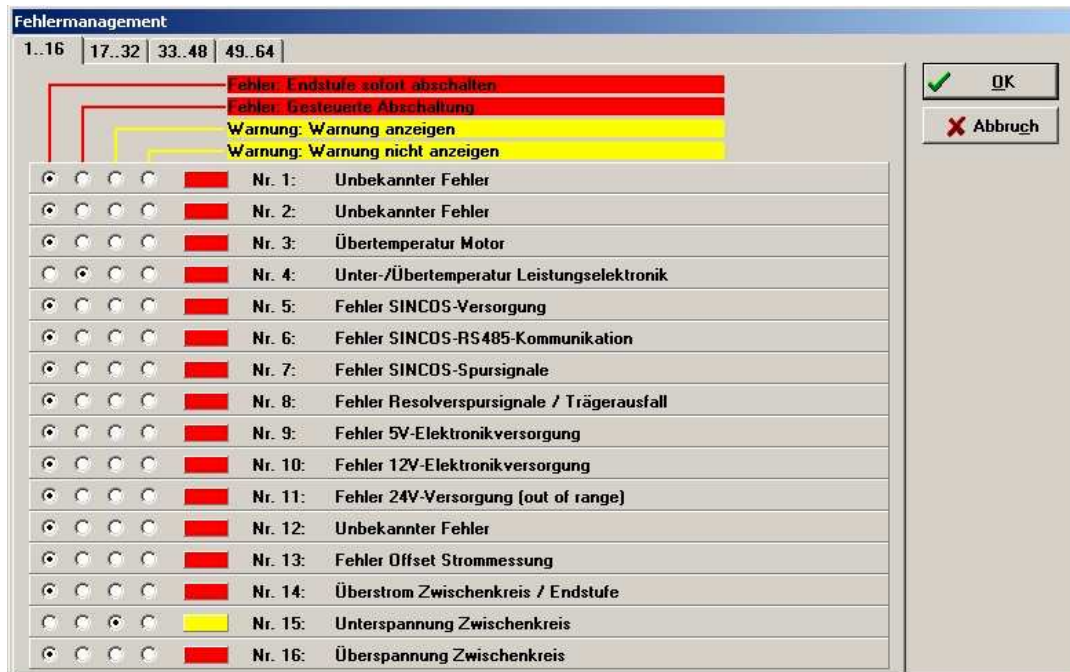 Fehlermanagement
1..16 17..32 33..48 49..64
Fehler: Endstufe sofort abschalten
Fehler: Gesteuerte Abschaltung
Warnung: Warnung anzeigen
Warnung: Warnung nicht anzeigen
OK
Abbruch
Nr. 1: Unbekannter Fehler
Nr. 2: Unbekannter Fehler
Nr. 3: Übertemperatur Motor
Nr. 4: Unter-/Übertemperatur Leistungselektronik
Nr. 5: Fehler SINCOS-Versorgung
Nr. 6: Fehler SINCOS-RS485-Kommunikation
Nr. 7: Fehler SINCOS-Spursignale
Nr. 8: Fehler Resolverspursignale / Trägerausfall
Nr. 9: Fehler 5V-Elektronikversorgung
Nr. 10: Fehler 12V-Elektronikversorgung
Nr. 11: Fehler 24V-Versorgung (out of range)
Nr. 12: Unbekannter Fehler
Nr. 13: Fehler Offset Strommessung
Nr. 14: Überstrom Zwischenkreis / Endstufe
Nr. 15: Unterspannung Zwischenkreis
Nr. 16: Überspannung Zwischenkreis